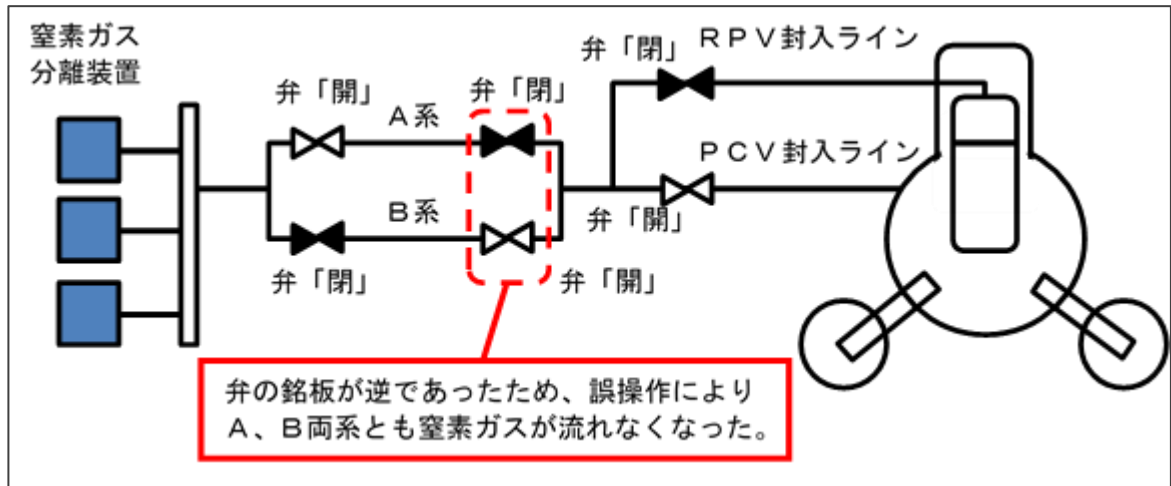 窒素ガス
分離装置
弁「開」
A系
弁「閉」
弁「閉」
RPV封入ライン
PCV封入ライン
B系
弁「開」
弁「閉」
弁「開」
弁の銘板が逆であったため、誤操作により
A、B両系とも窒素ガスが流れなくなった。